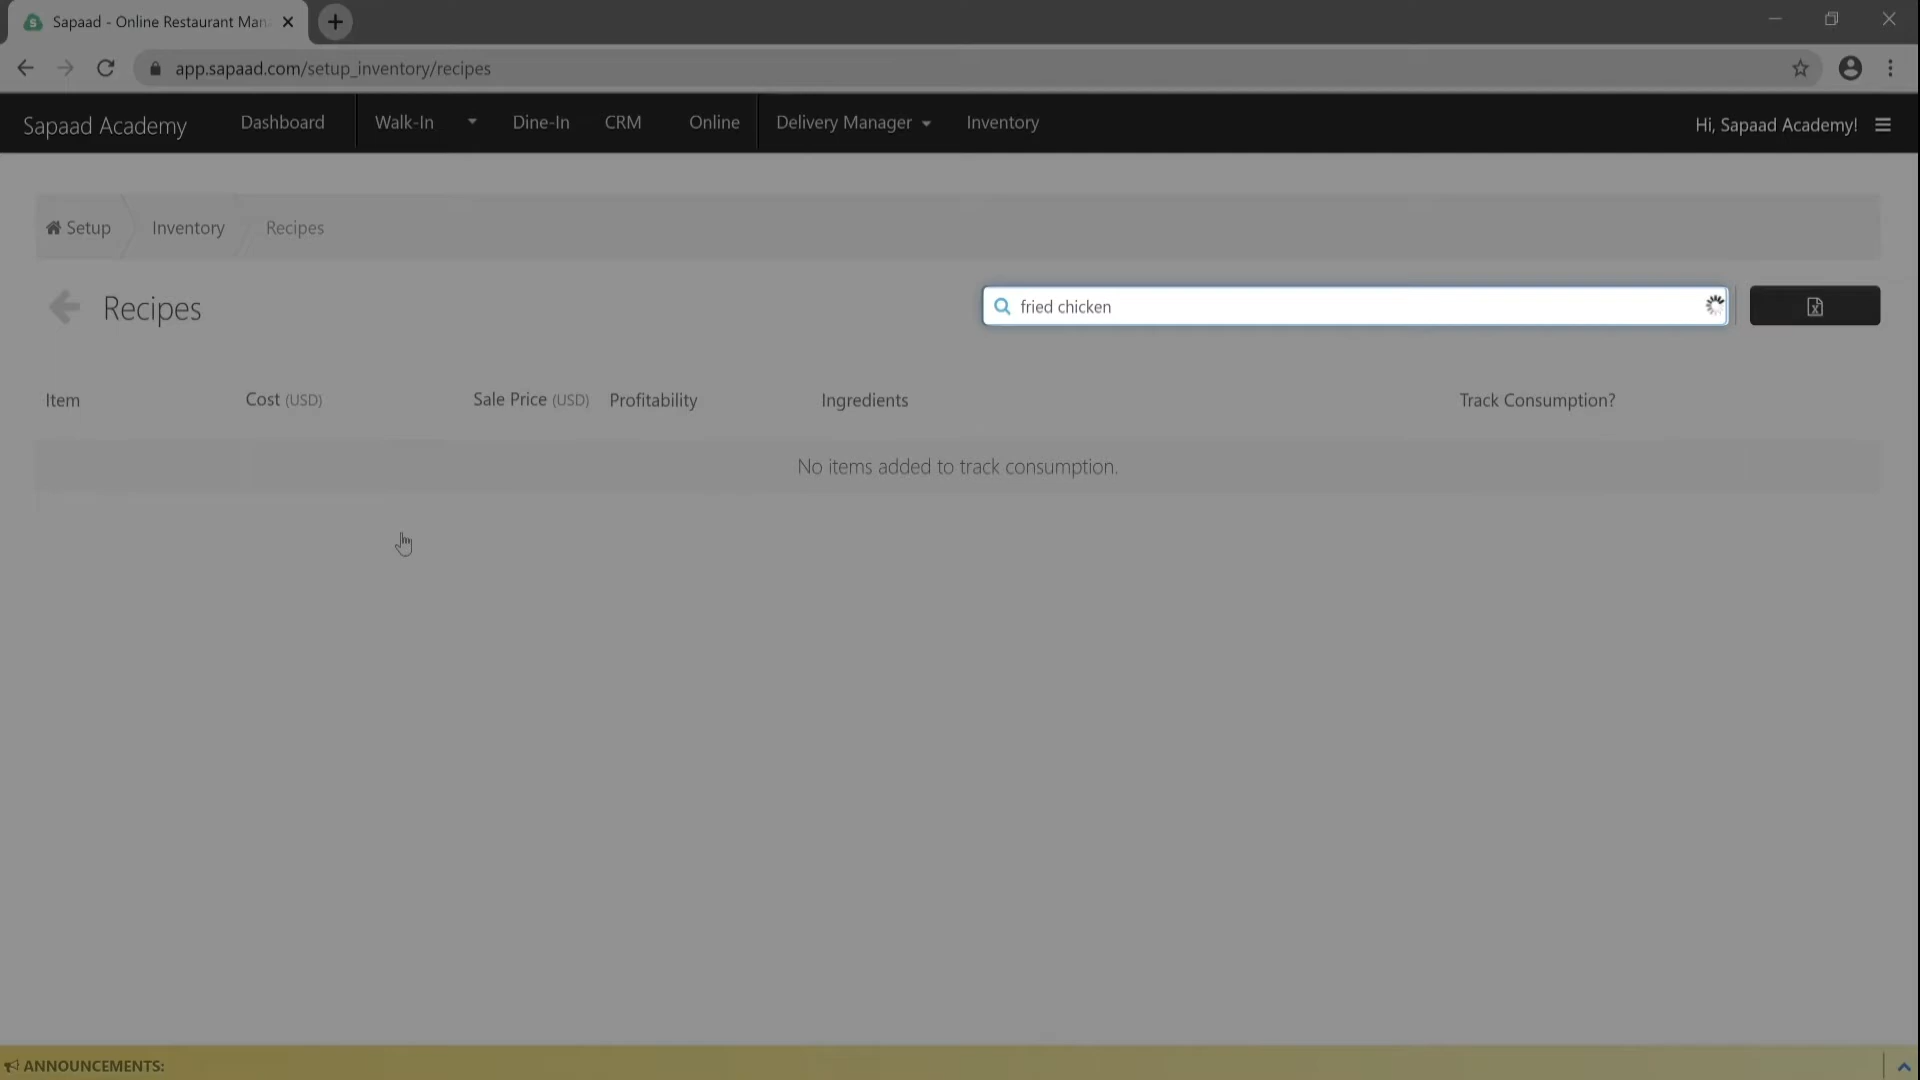 Sapaad - Online Restaurant Man
app.sapaad.com/setup_inventory/recipes
Sapaad Academy Dashboard Walk-In Dine-In CRM Online Delivery Manager Inventory Hi, Sapaad Academy!
Setup Inventory Recipes
Recipes fried chicken
Item Cost (USD) Sale Price (USD) Profitability Ingredients Track Consumption?
No items added to track consumption.
ANNOUNCEMENTS: